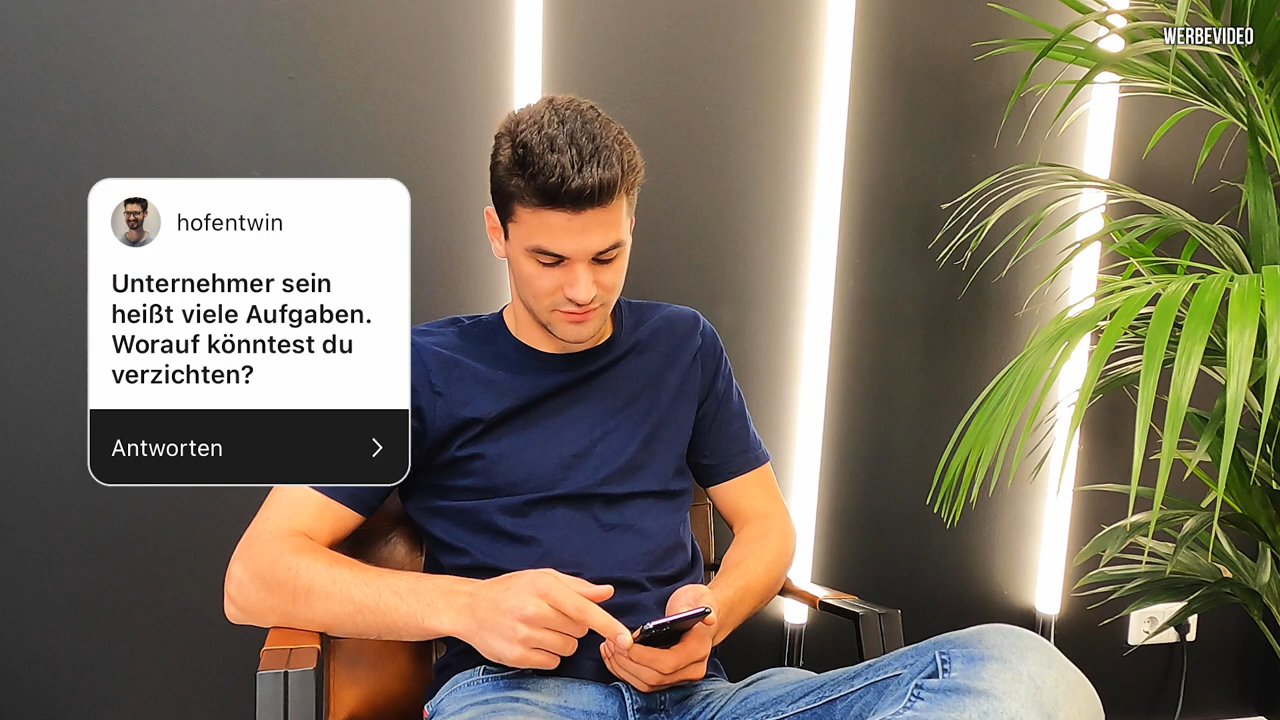 WERBEVIDEO
hofentwin
Unternehmer sein
heißt viele Aufgaben.
Worauf könntest du
verzichten?
Antworten